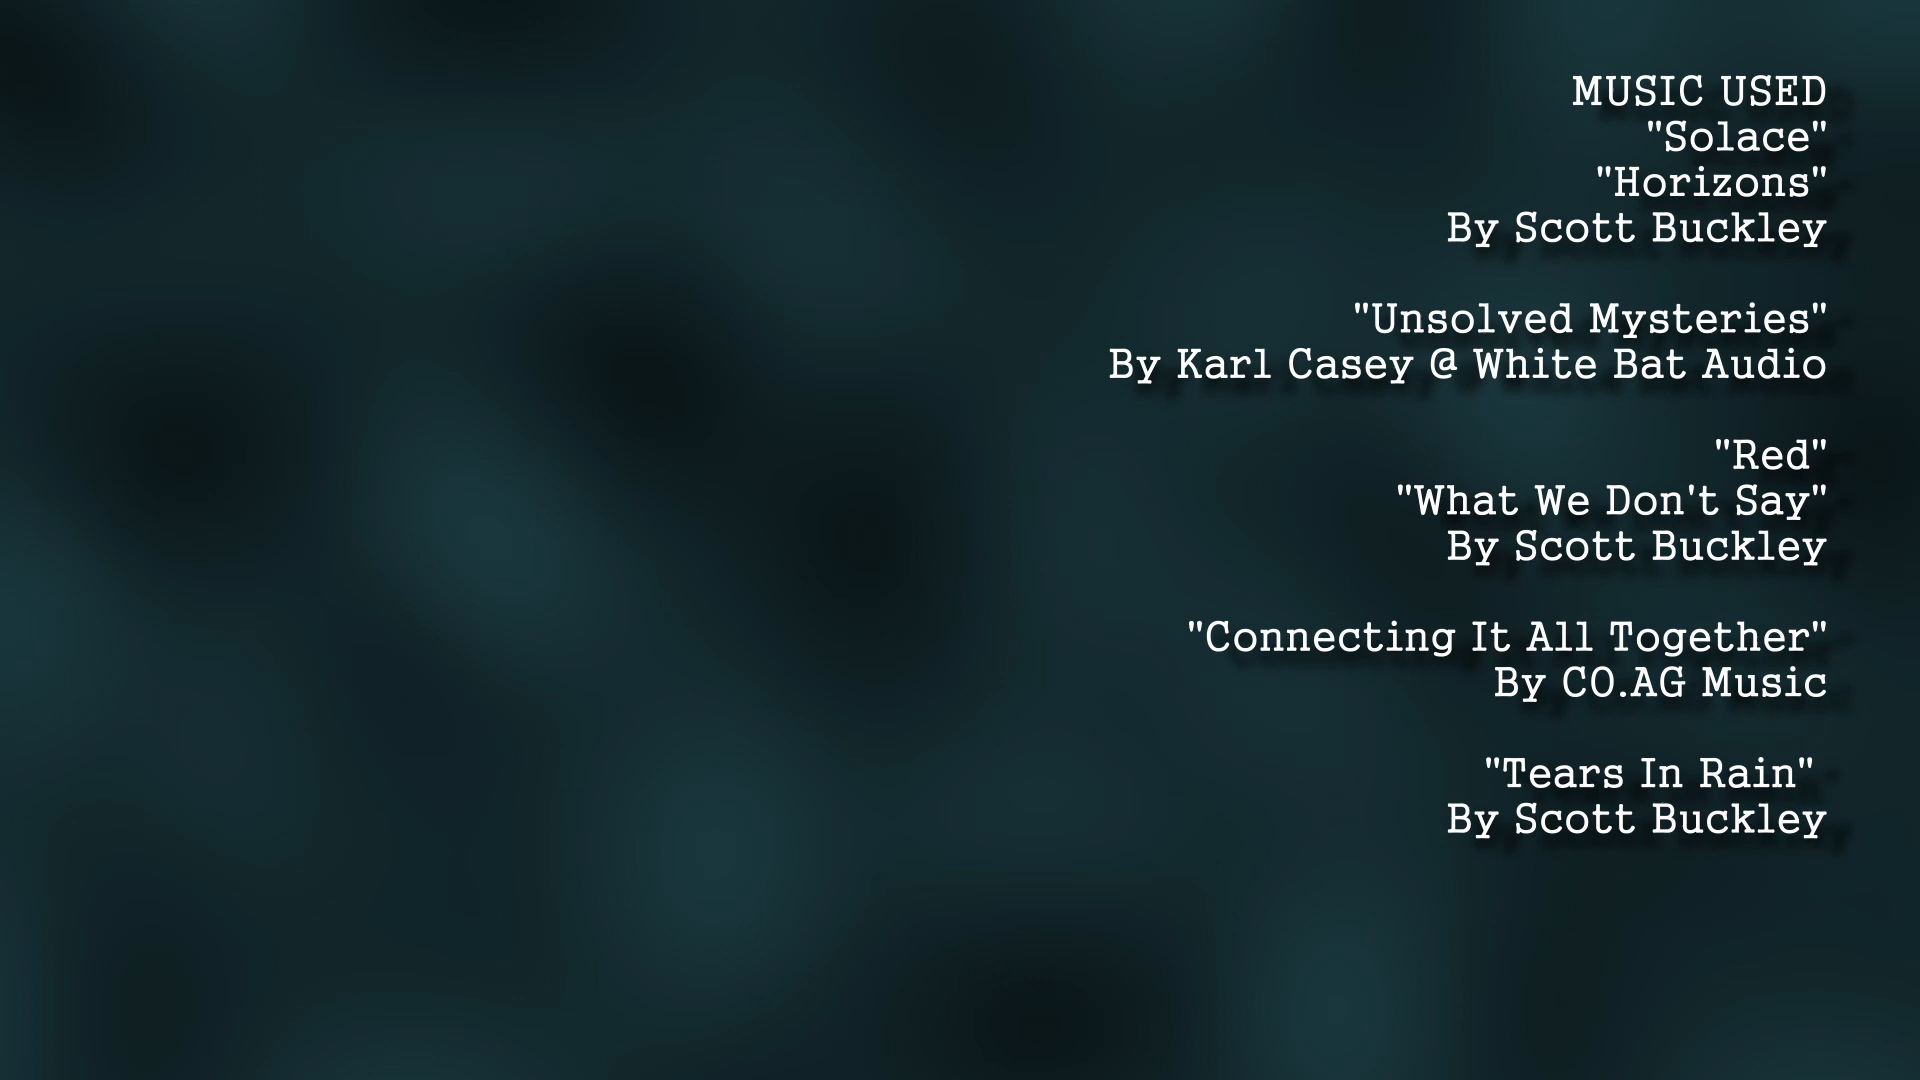 MUSIC USED
"Solace"
"Horizons"
By Scott Buckley
"Unsolved Mysteries"
By Karl Casey @ White Bat Audio
"Red"
"What We Don't Say"
By Scott Buckley
"Connecting It All Together"
By CO.AG Music
"Tears In Rain"
By Scott Buckley